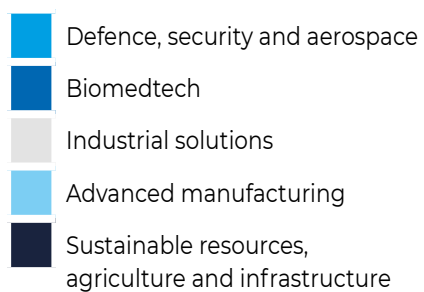 Defence, security and aerospace
Biomedtech
Industrial solutions
Advanced manufacturing
Sustainable resources,
agriculture and infrastructure